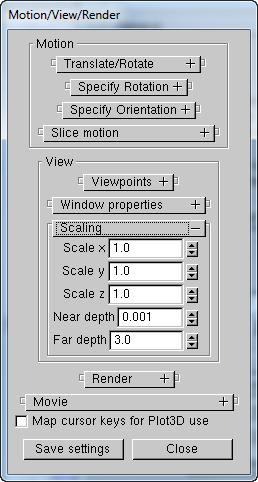 Motion/View/Render
Motion
Translate/Rotate +
Specify Rotation +
Specify Orientation +
Slice motion +
View
Viewpoints +
Window properties +
Scaling −
Scale x 1.0
Scale y 1.0
Scale z 1.0
Near depth 0.001
Far depth 3.0
Render +
Movie +
Map cursor keys for Plot3D use
Save settings Close